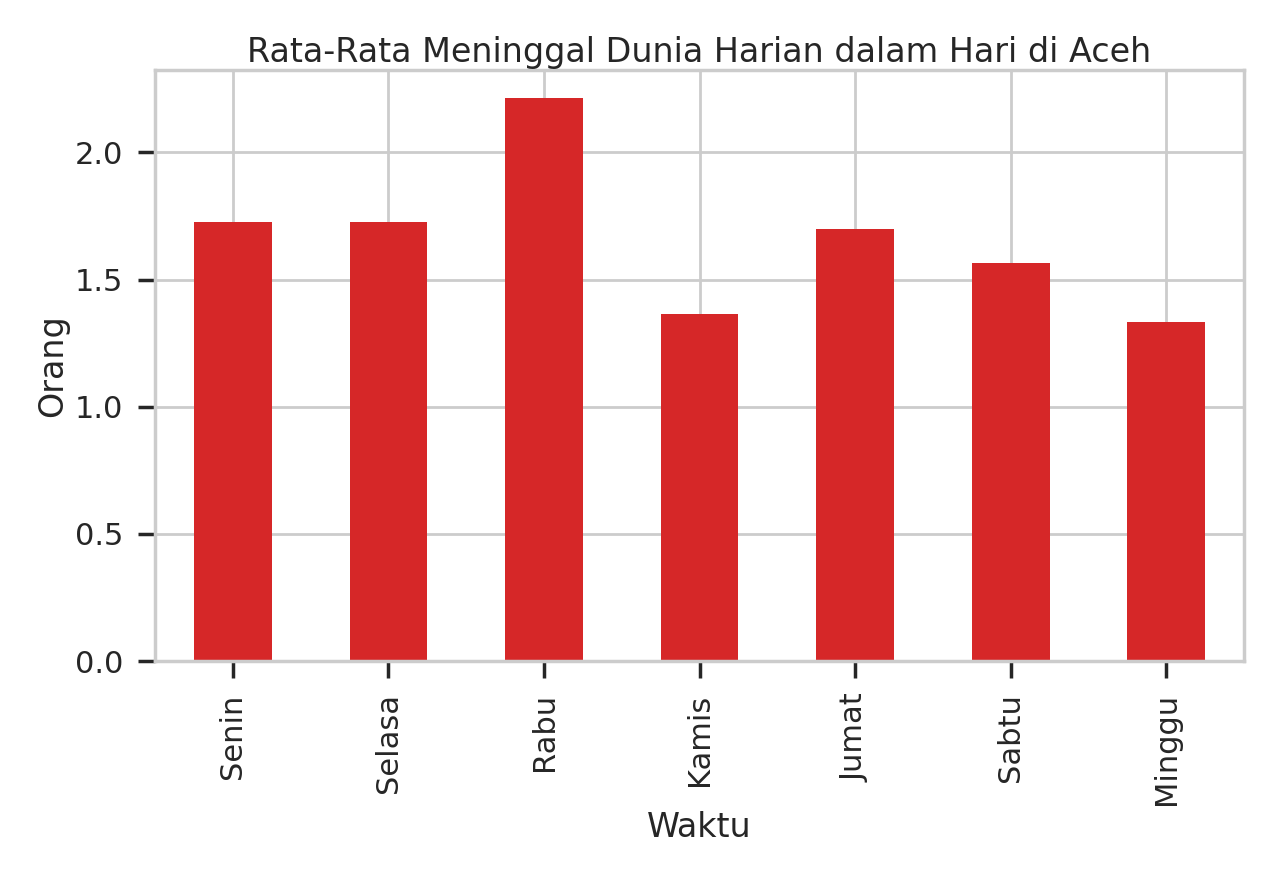 Rata-Rata Meninggal Dunia Harian dalam Hari di Aceh
Orang
2.0
1.5
1.0
0.5
0.0
Senin
Selasa
Rabu
Kamis
Jumat
Sabtu
Minggu
Waktu